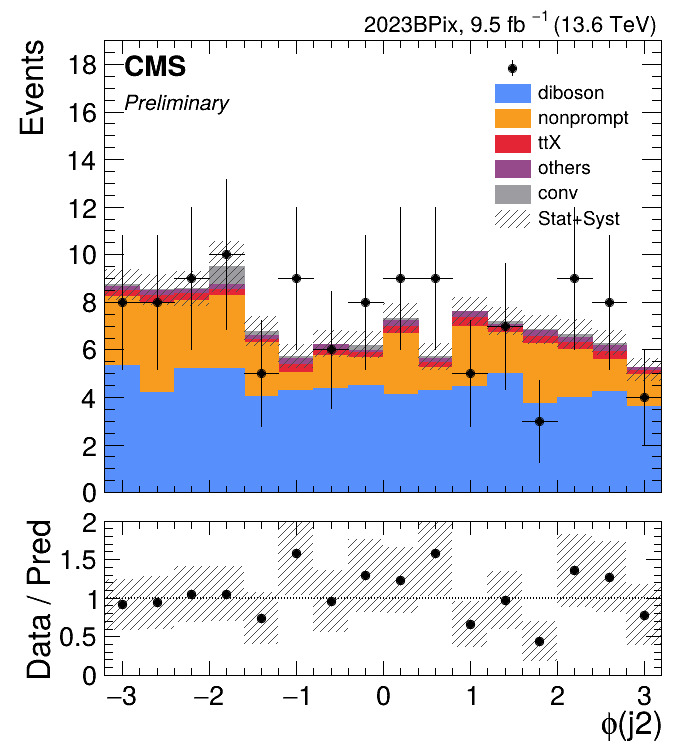 2023BPix, 9.5 fb⁻¹ (13.6 TeV)
CMS
Preliminary
Events
18
16
14
12
10
8
6
4
2
0
diboson
nonprompt
ttX
others
conv
Stat+Syst
Data / Pred
2
1.5
1
0.5
0
−3
−2
−1
0
1
2
3
ϕ(j2)